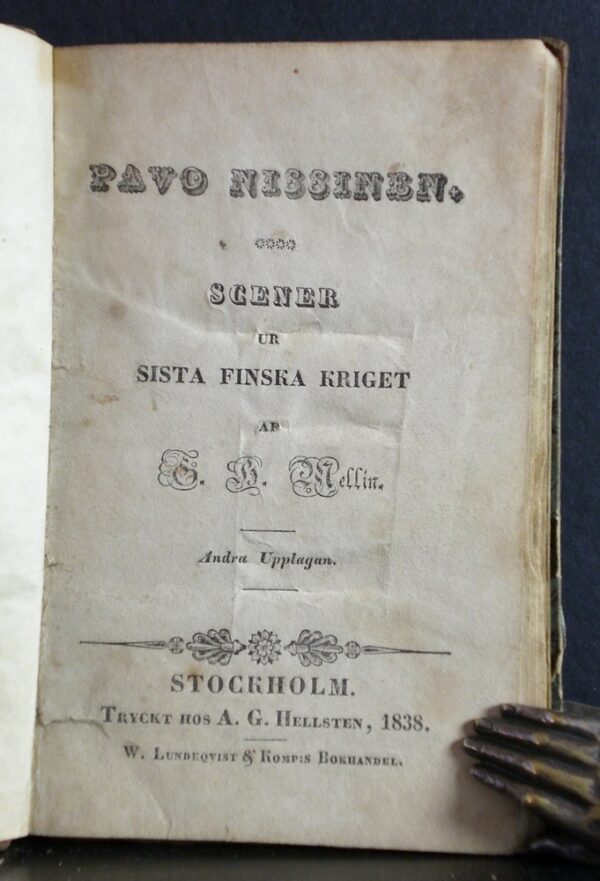 PAVO NISSINEN.
SCENER
UR
SISTA FINSKA KRIGET
AF
G. H. Mellin.
Andra Upplagan.
STOCKHOLM.
TRYCKT HOS A. G. HELLSTEN, 1838.
W. LUNDEQVIST & KOMP:S BOKHANDEL.